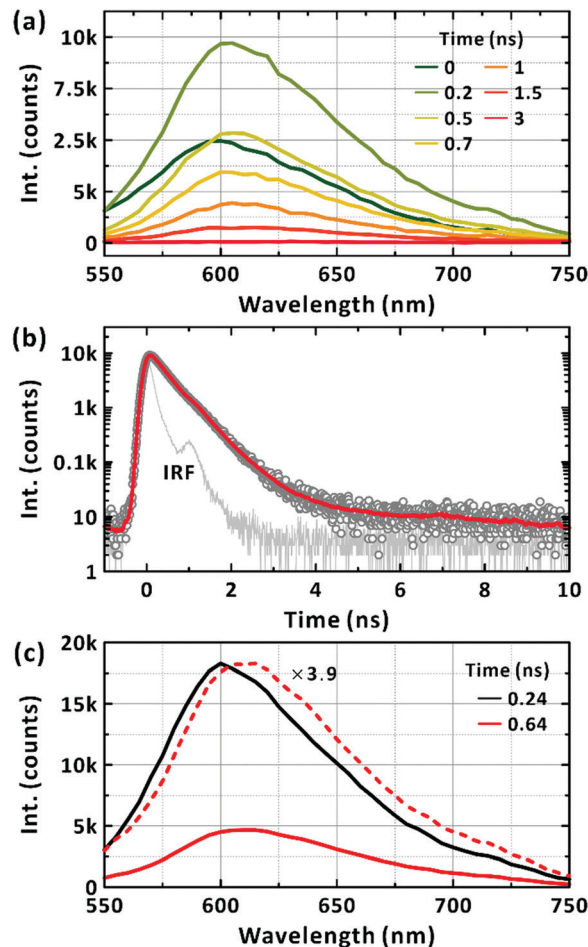 (a)
10k
7.5k
2.5k
5k
0
Int. (counts)
Time (ns)
0 1
0.2 1.5
0.5 3
0.7
550 600 650 700 750
Wavelength (nm)
(b)
10k
1k
0.1k
10
1
Int. (counts)
IRF
0 2 4 6 8 10
Time (ns)
(c)
20k
15k
10k
5k
0
Int. (counts)
×3.9
Time (ns)
0.24
0.64
550 600 650 700 750
Wavelength (nm)